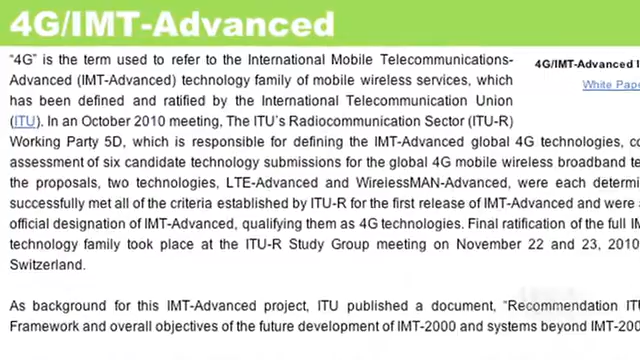 4G/IMT-Advanced
“4G” is the term used to refer to the International Mobile Telecommunications-
Advanced (IMT-Advanced) technology family of mobile wireless services, which
has been defined and ratified by the International Telecommunication Union
(ITU). In an October 2010 meeting, The ITU’s Radiocommunication Sector (ITU-R)
4G/IMT-Advanced
White
Working Party 5D, which is responsible for defining the IMT-Advanced global 4G technologies,
assessment of six candidate technology submissions for the global 4G mobile wireless broadband
the proposals, two technologies, LTE-Advanced and WirelessMAN-Advanced, were each
successfully met all of the criteria established by ITU-R for the first release of IMT-Advanced and were
official designation of IMT-Advanced, qualifying them as 4G technologies. Final ratification of the full
technology family took place at the ITU-R Study Group meeting on November 22 and 23, 2010
Switzerland.
As background for this IMT-Advanced project, ITU published a document, “Recommendation
Framework and overall objectives of the future development of IMT-2000 and systems beyond